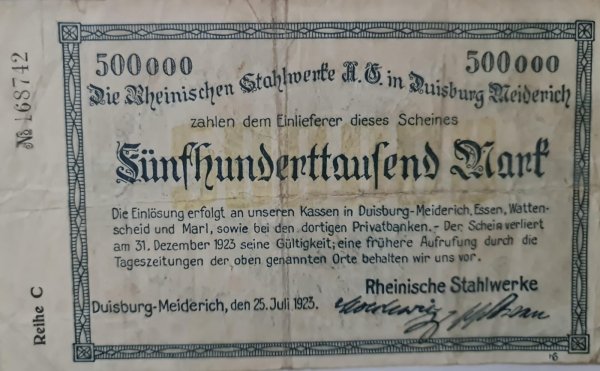 № 168742
500000 500000
Die Rheinischen Stahlwerke A.G. in Duisburg Meiderich
zahlen dem Einlieferer dieses Scheines
Fünfhunderttausend Mark
Die Einlösung erfolgt an unseren Kassen in Duisburg-Meiderich, Essen, Watten-
scheid und Marl, sowie bei den dortigen Privatbanken. - Der Schein verliert
am 31. Dezember 1923 seine Gültigkeit; eine frühere Aufrufung durch die
Tageszeitungen der oben genannten Orte behalten wir uns vor.
Rheinische Stahlwerke
Duisburg-Meiderich, den 25. Juli 1923.
Reihe C